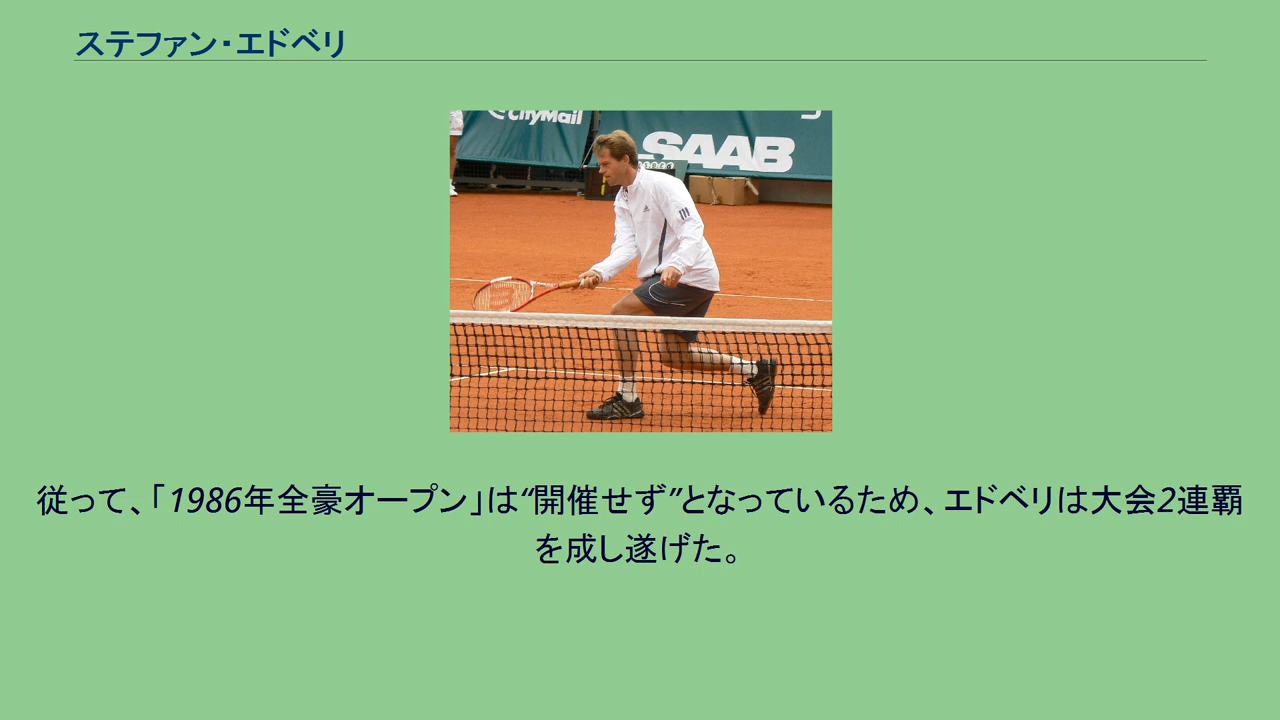 ステファン・エドベリ
CityMail
SAAB
従って、「1986年全豪オープン」は“開催せず”となっているため、エドベリは大会2連覇
を成し遂げた。